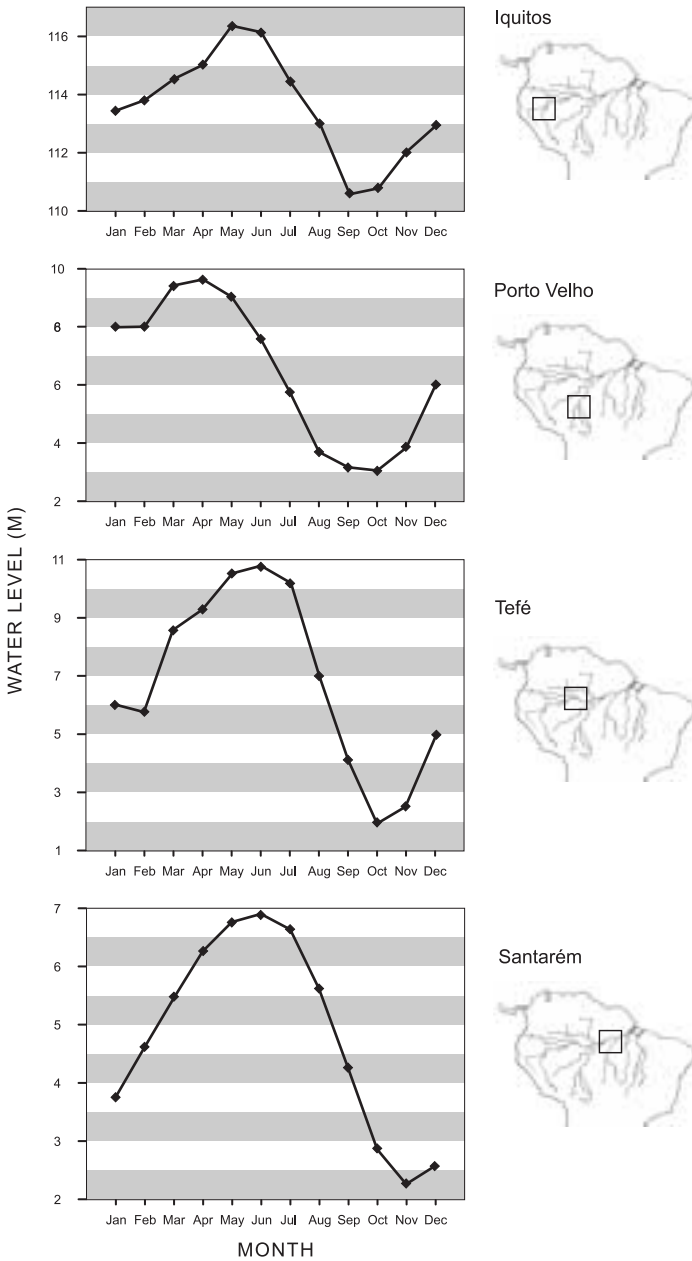 Iquitos
116
114
112
110
Jan Feb Mar Apr May Jun Jul Aug Sep Oct Nov Dec
Porto Velho
10
8
6
4
2
Jan Feb Mar Apr May Jun Jul Aug Sep Oct Nov Dec
Tefé
11
9
7
5
3
1
Jan Feb Mar Apr May Jun Jul Aug Sep Oct Nov Dec
Santarém
7
6
5
4
3
2
Jan Feb Mar Apr May Jun Jul Aug Sep Oct Nov Dec
WATER LEVEL (M)
MONTH